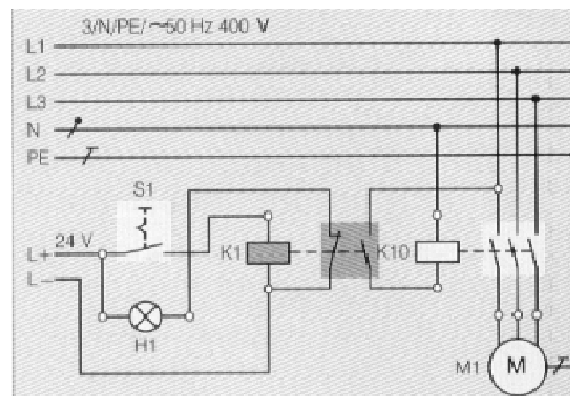 3/N/PE/~50 Hz 400 V
L1
L2
L3
N
PE
S1
24 V
L+
L−
K1
K10
H1
M1
M